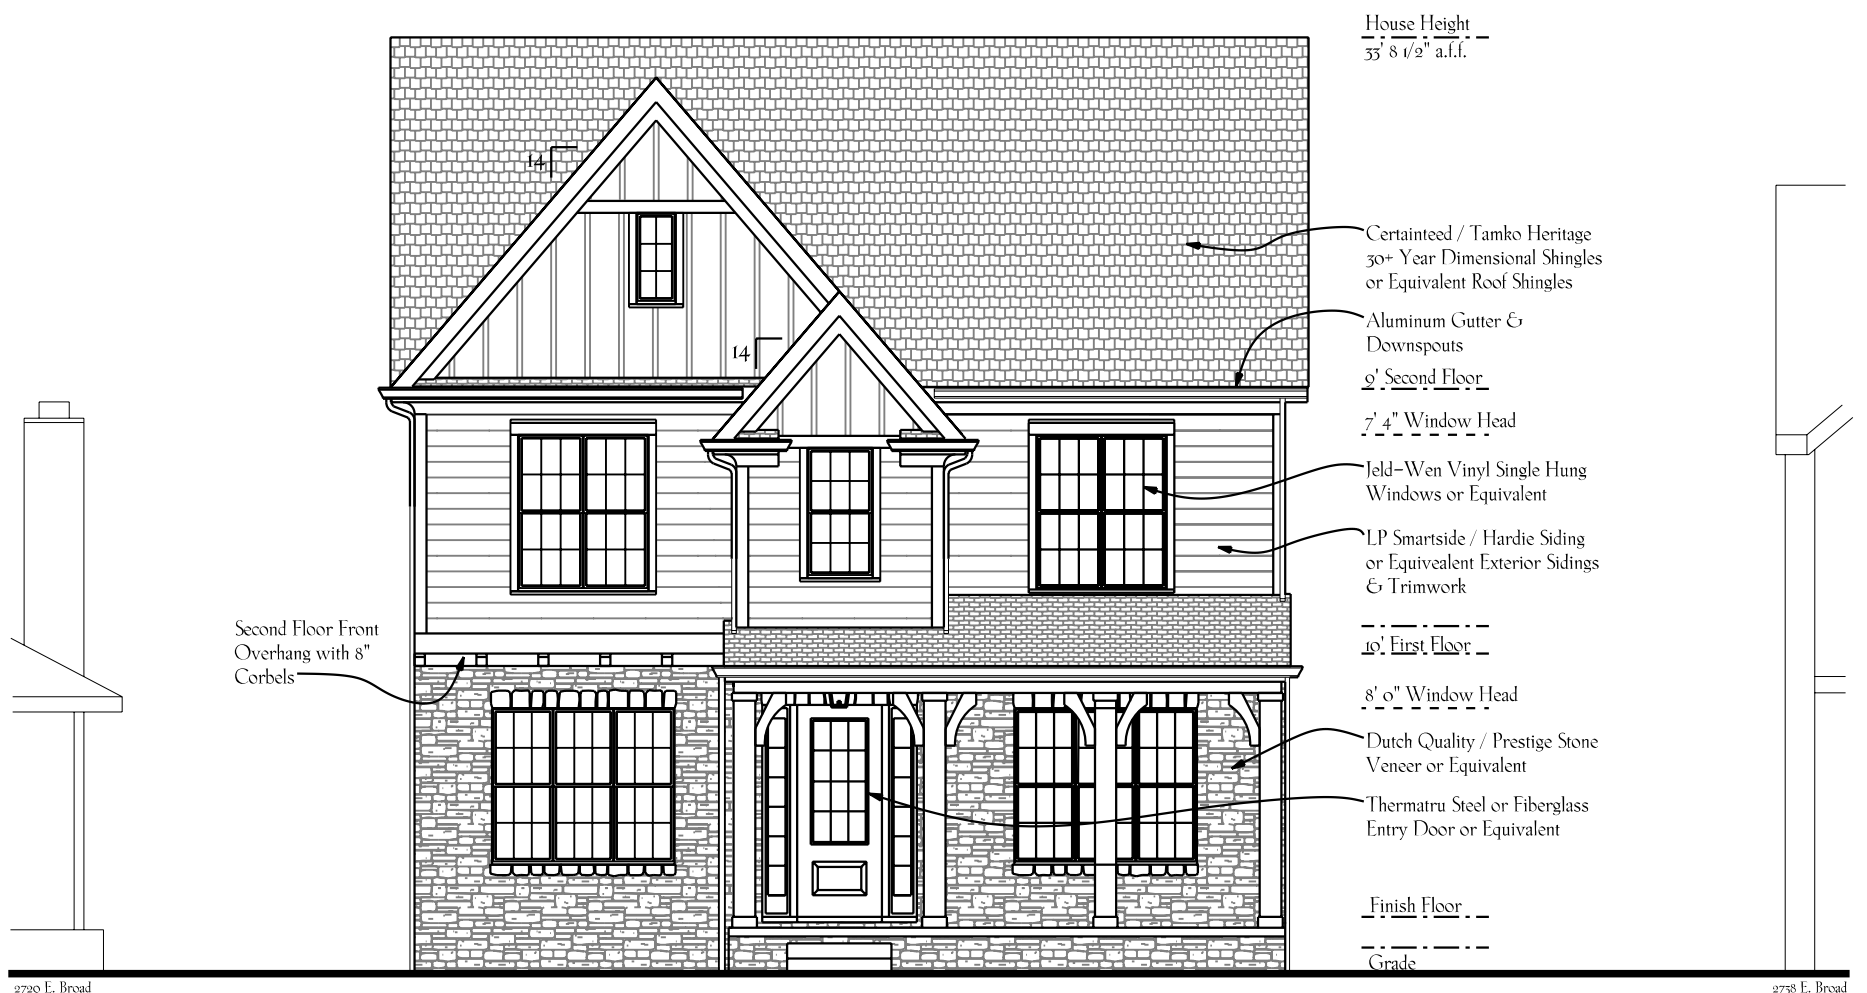 House Height
33' 8 1/2" a.f.f.
14
Certainteed / Tamko Heritage
30+ Year Dimensional Shingles
or Equivalent Roof Shingles
Aluminum Gutter &
Downspouts
14
9' Second Floor
7' 4" Window Head
Jeld-Wen Vinyl Single Hung
Windows or Equivalent
LP Smartside / Hardie Siding
or Equivealent Exterior Sidings
& Trimwork
Second Floor Front
Overhang with 8"
Corbels
10' First Floor
8' 0" Window Head
Dutch Quality / Prestige Stone
Veneer or Equivalent
Thermatru Steel or Fiberglass
Entry Door or Equivalent
Finish Floor
Grade
2720 E. Broad
2738 E. Broad